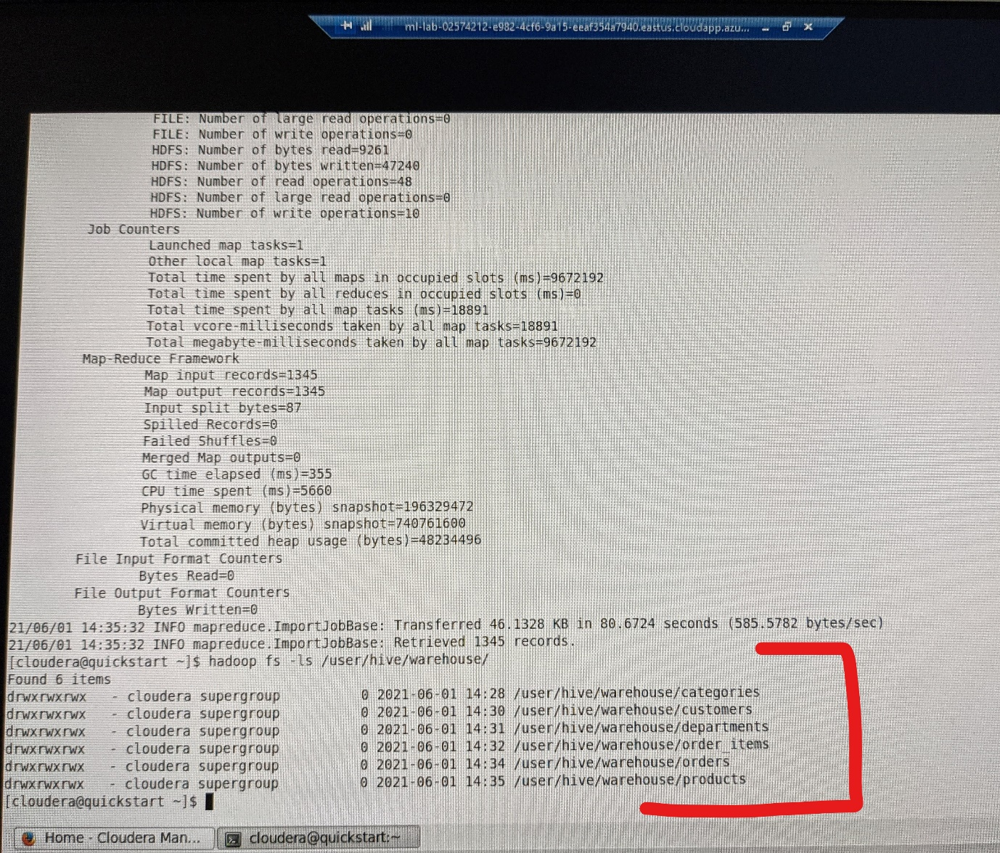 ml-lab-02574212-e982-4cf6-9a15-eeaf354a7940.eastus.cloudapp.azu...
FILE: Number of large read operations=0
FILE: Number of write operations=0
HDFS: Number of bytes read=9261
HDFS: Number of bytes written=47240
HDFS: Number of read operations=48
HDFS: Number of large read operations=0
HDFS: Number of write operations=10
Job Counters
Launched map tasks=1
Other local map tasks=1
Total time spent by all maps in occupied slots (ms)=9672192
Total time spent by all reduces in occupied slots (ms)=0
Total time spent by all map tasks (ms)=18891
Total vcore-milliseconds taken by all map tasks=18891
Total megabyte-milliseconds taken by all map tasks=9672192
Map-Reduce Framework
Map input records=1345
Map output records=1345
Input split bytes=87
Spilled Records=0
Failed Shuffles=0
Merged Map outputs=0
GC time elapsed (ms)=355
CPU time spent (ms)=5660
Physical memory (bytes) snapshot=196329472
Virtual memory (bytes) snapshot=740761600
Total committed heap usage (bytes)=48234496
File Input Format Counters
Bytes Read=0
File Output Format Counters
Bytes Written=0
21/06/01 14:35:32 INFO mapreduce.ImportJobBase: Transferred 46.1328 KB in 80.6724 seconds (585.5782 bytes/sec)
21/06/01 14:35:32 INFO mapreduce.ImportJobBase: Retrieved 1345 records.
[cloudera@quickstart ~]$ hadoop fs -ls /user/hive/warehouse/
Found 6 items
drwxrwxrwx - cloudera supergroup 0 2021-06-01 14:28 /user/hive/warehouse/categories
drwxrwxrwx - cloudera supergroup 0 2021-06-01 14:30 /user/hive/warehouse/customers
drwxrwxrwx - cloudera supergroup 0 2021-06-01 14:31 /user/hive/warehouse/departments
drwxrwxrwx - cloudera supergroup 0 2021-06-01 14:32 /user/hive/warehouse/order_items
drwxrwxrwx - cloudera supergroup 0 2021-06-01 14:34 /user/hive/warehouse/orders
drwxrwxrwx - cloudera supergroup 0 2021-06-01 14:35 /user/hive/warehouse/products
[cloudera@quickstart ~]$
Home - Cloudera Man... cloudera@quickstart:~